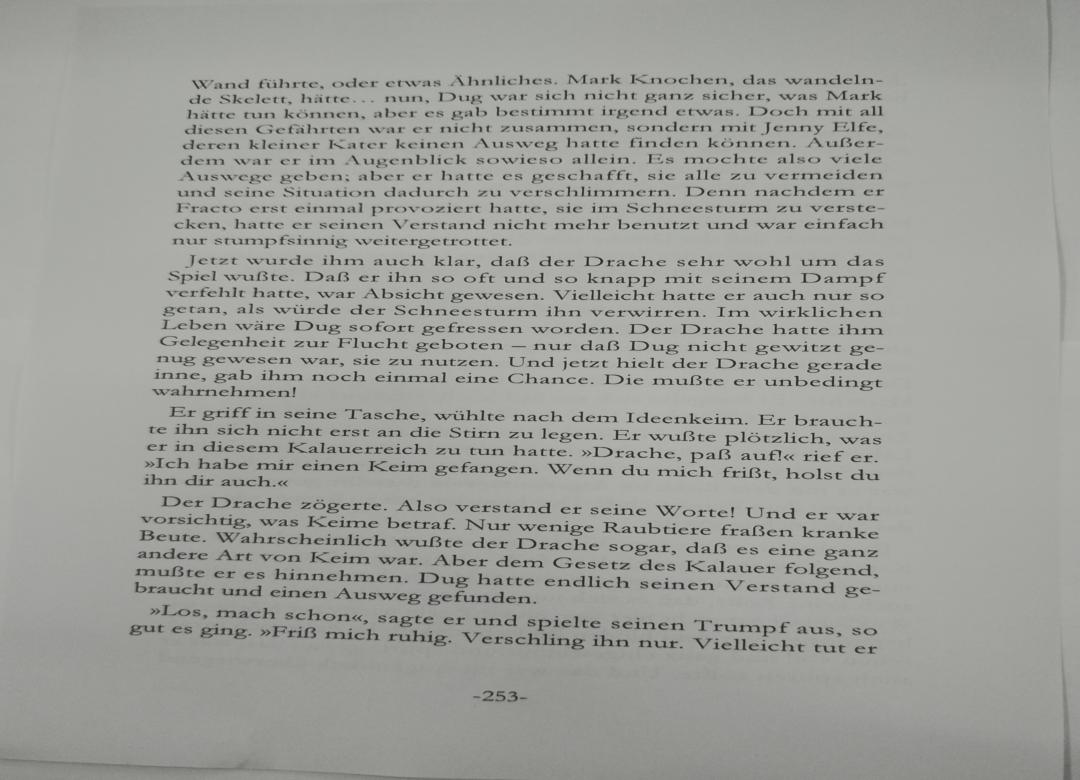 Wand führte, oder etwas Ähnliches. Mark Knochen, das wandeln-
de Skelett, hätte… nun, Dug war sich nicht ganz sicher, was Mark
hätte tun können, aber es gab bestimmt irgend etwas. Doch mit all
diesen Gefährten war er nicht zusammen, sondern mit Jenny Elfe,
deren kleiner Kater keinen Ausweg hatte finden können. Außer-
dem war er im Augenblick sowieso allein. Es mochte also viele
Auswege geben; aber er hatte es geschafft, sie alle zu vermeiden
und seine Situation dadurch zu verschlimmern. Denn nachdem er
Fracto erst einmal provoziert hatte, sie im Schneesturm zu verste-
cken, hatte er seinen Verstand nicht mehr benutzt und war einfach
nur stumpfsinnig weitergetrottet.
Jetzt wurde ihm auch klar, daß der Drache sehr wohl um das
Spiel wußte. Daß er ihn so oft und so knapp mit seinem Dampf
verfehlt hatte, war Absicht gewesen. Vielleicht hatte er auch nur so
getan, als würde der Schneesturm ihn verwirren. Im wirklichen
Leben wäre Dug sofort gefressen worden. Der Drache hatte ihm
Gelegenheit zur Flucht geboten – nur daß Dug nicht gewitzt ge-
nug gewesen war, sie zu nutzen. Und jetzt hielt der Drache gerade
inne, gab ihm noch einmal eine Chance. Die mußte er unbedingt
wahrnehmen!
Er griff in seine Tasche, wühlte nach dem Ideenkeim. Er brauch-
te ihn sich nicht erst an die Stirn zu legen. Er wußte plötzlich, was
er in diesem Kalauerreich zu tun hatte. »Drache, paß auf!« rief er.
»Ich habe mir einen Keim gefangen. Wenn du mich frißt, holst du
ihn dir auch.«
Der Drache zögerte. Also verstand er seine Worte! Und er war
vorsichtig, was Keime betraf. Nur wenige Raubtiere fraßen kranke
Beute. Wahrscheinlich wußte der Drache sogar, daß es eine ganz
andere Art von Keim war. Aber dem Gesetz des Kalauer folgend,
mußte er es hinnehmen. Dug hatte endlich seinen Verstand ge-
braucht und einen Ausweg gefunden.
»Los, mach schon«, sagte er und spielte seinen Trumpf aus, so
gut es ging. »Friß mich ruhig. Verschling ihn nur. Vielleicht tut er
-253-